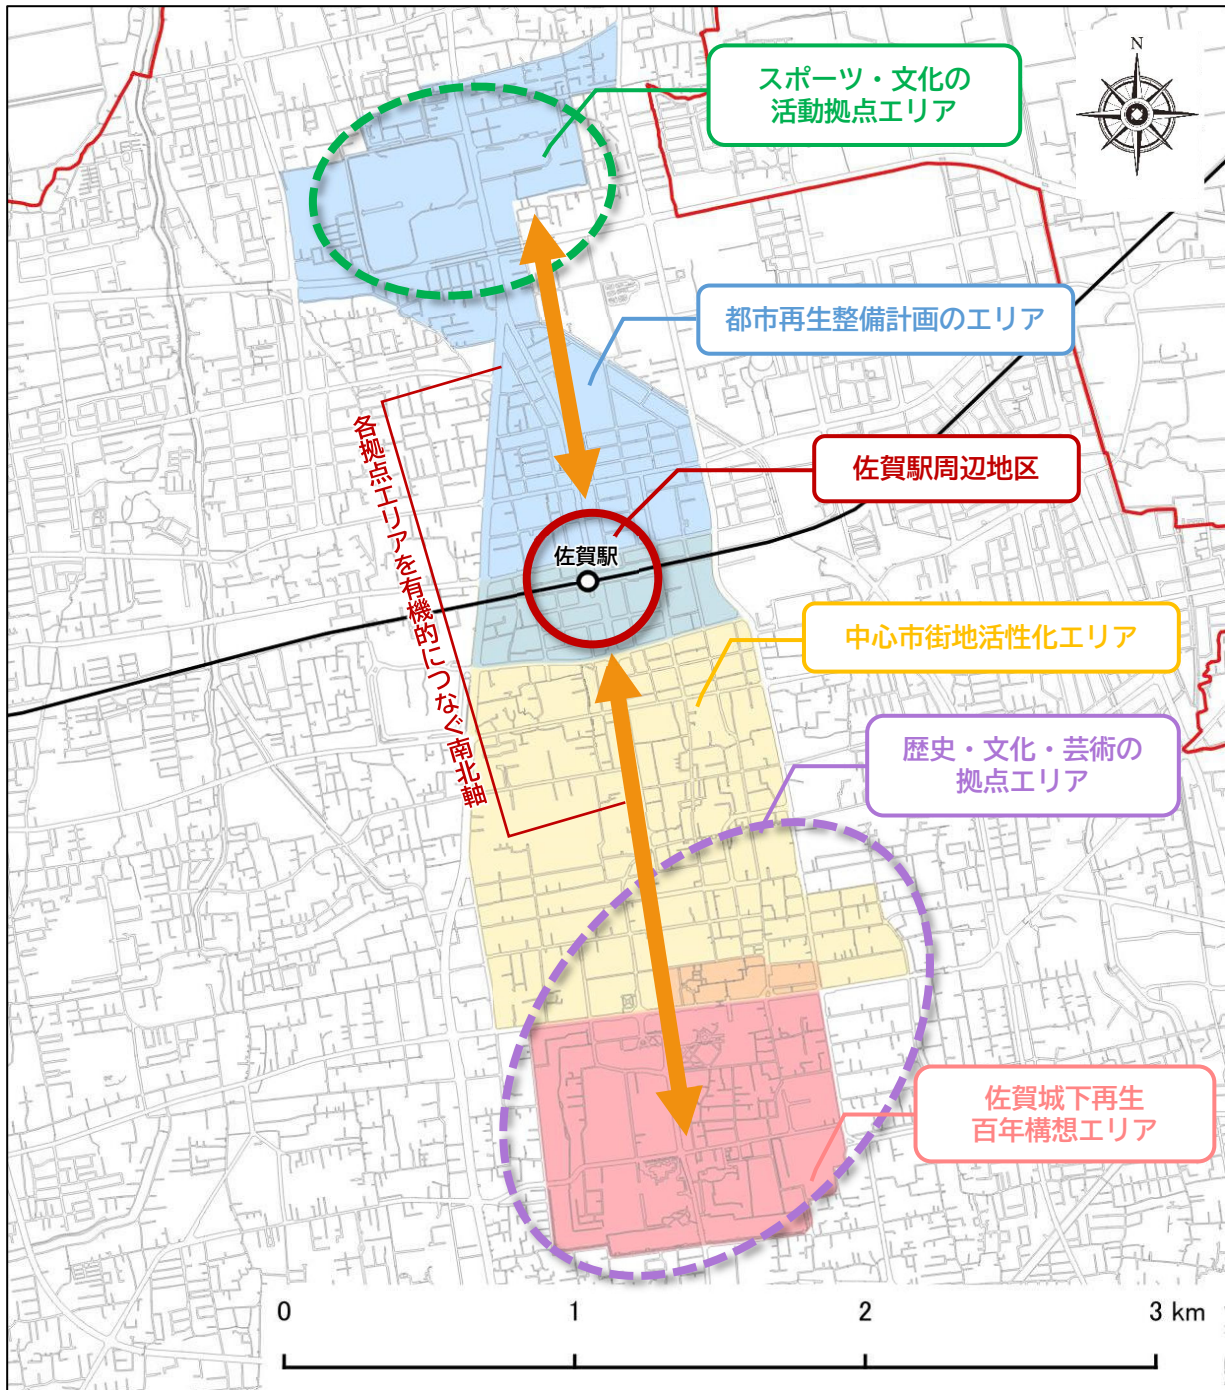 スポーツ・文化の
活動拠点エリア
N
都市再生整備計画のエリア
各拠点エリアを有機的につなぐ南北軸
佐賀駅周辺地区
佐賀駅
中心市街地活性化エリア
歴史・文化・芸術の
拠点エリア
佐賀城下再生
百年構想エリア
0 1 2 3 km